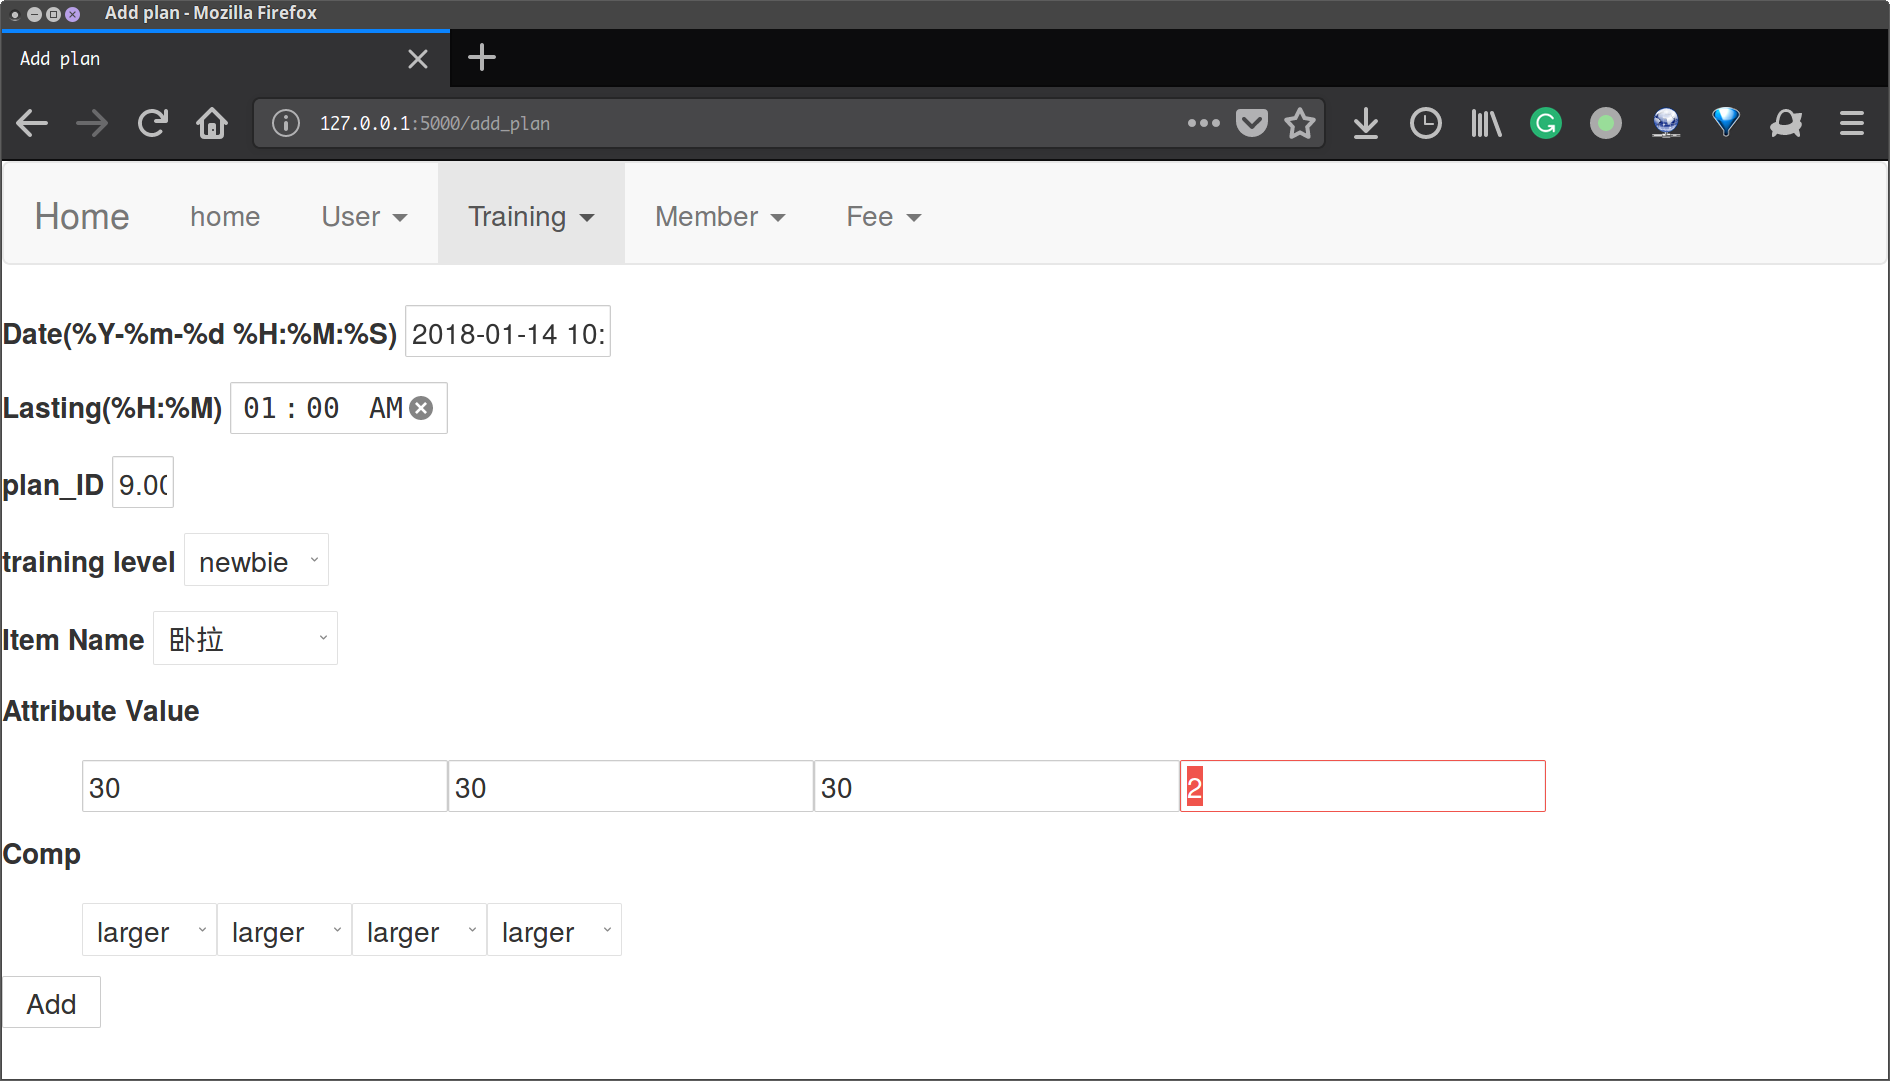 Add plan - Mozilla Firefox
Add plan
127.0.0.1:5000/add_plan
Home home User Training Member Fee
Date(%Y-%m-%d %H:%M:%S) 2018-01-14 10:
Lasting(%H:%M) 01:00 AM
plan_ID 9.00
training level newbie
Item Name 卧拉
Attribute Value
30 30 30 2
Comp
larger larger larger larger
Add